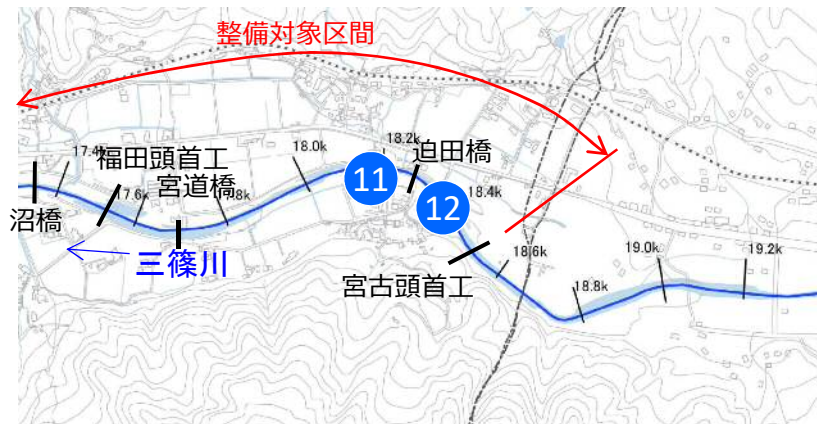 整備対象区間
17.4k
福田頭首工
宮道橋
17.6k
17.8k
18.0k
18.2k
迫田橋
11
12
18.4k
沼橋
三篠川
宮古頭首工
18.6k
18.8k
19.0k
19.2k